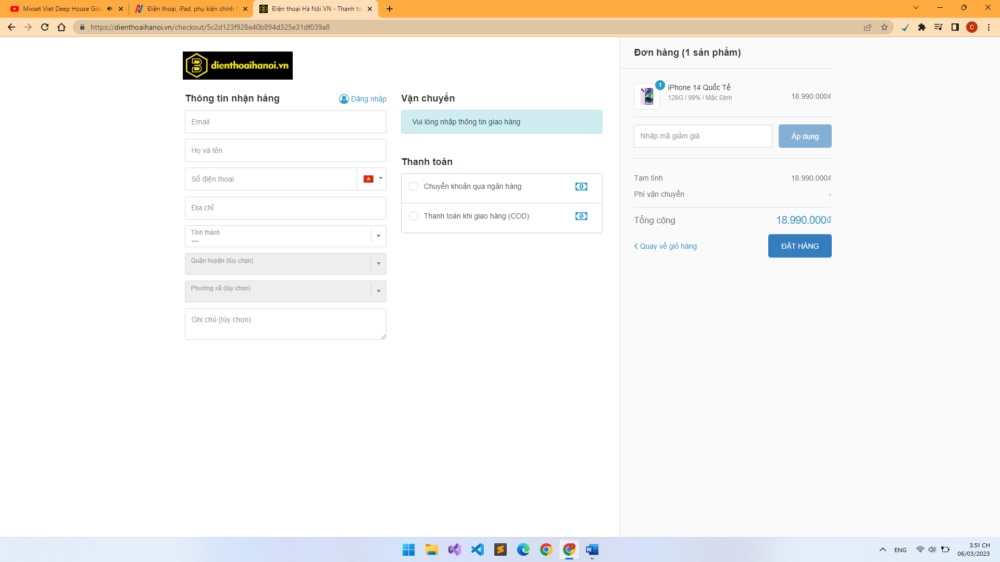 Mixset Viet Deep House Goo
Điện thoại, iPad, phụ kiện chính h
Điện thoại Hà Nội VN - Thanh to
https://dienthoaihanoi.vn/checkout/5c2d123f928e40b894d325e31df039a8
C
dienthoaihanoi.vn
Thông tin nhận hàng
Đăng nhập
Email
Họ và tên
Số điện thoại
Địa chỉ
Tỉnh thành
---
Quận huyện (tùy chọn)
Phường xã (tùy chọn)
Ghi chú (tùy chọn)
Vận chuyển
Vui lòng nhập thông tin giao hàng
Thanh toán
Chuyển khoản qua ngân hàng
Thanh toán khi giao hàng (COD)
Đơn hàng (1 sản phẩm)
1
iPhone 14 Quốc Tế
128G / 99% / Mặc Định
18.990.000₫
Nhập mã giảm giá
Áp dụng
Tạm tính
18.990.000₫
Phí vận chuyển
-
Tổng cộng
18.990.000₫
Quay về giỏ hàng
ĐẶT HÀNG
ENG
3:51 CH
06/03/2023